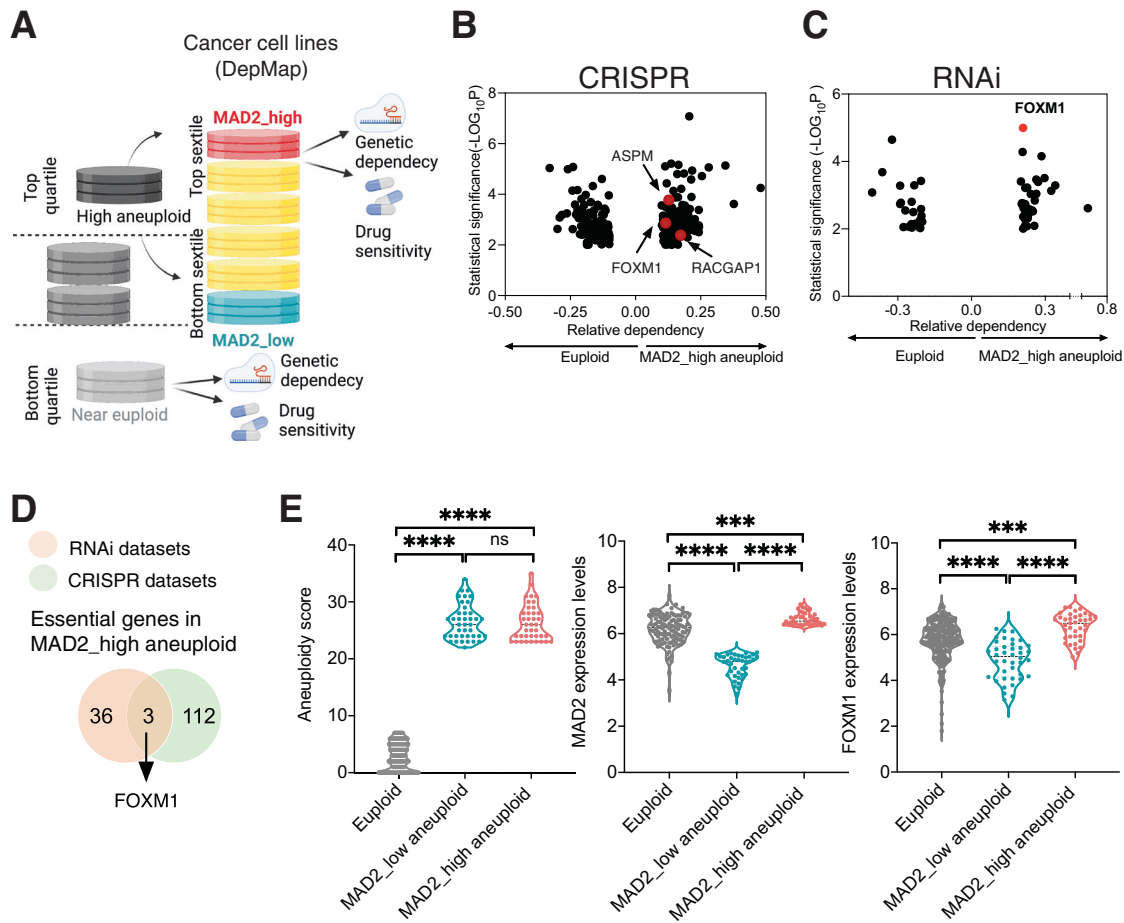 A
Cancer cell lines
(DepMap)
MAD2_high
Top sextile
Bottom sextile
MAD2_low
Top
quartile
High aneuploid
Bottom
quartile
Near euploid
Genetic
dependecy
Drug
sensitivity
Genetic
dependecy
Drug
sensitivity
B
CRISPR
Statistical significance(-LOG10P)
8
6
4
2
0
ASPM
FOXM1
RACGAP1
-0.50
-0.25
0.00
0.25
0.50
Relative dependency
Euploid
MAD2_high aneuploid
C
RNAi
Statistical significance (-LOG10P)
6
4
2
0
FOXM1
-0.3
0.0
0.3
0.8
Relative dependency
Euploid
MAD2_high aneuploid
D
RNAi datasets
CRISPR datasets
Essential genes in
MAD2_high aneuploid
36
3
112
FOXM1
E
Aneuploidy score
40
30
20
10
0
****
****
ns
Euploid
MAD2_low aneuploid
MAD2_high aneuploid
MAD2 expression levels
10
8
6
4
2
0
***
****
****
Euploid
MAD2_low aneuploid
MAD2_high aneuploid
FOXM1 expression levels
10
8
6
4
2
0
***
****
****
Euploid
MAD2_low aneuploid
MAD2_high aneuploid